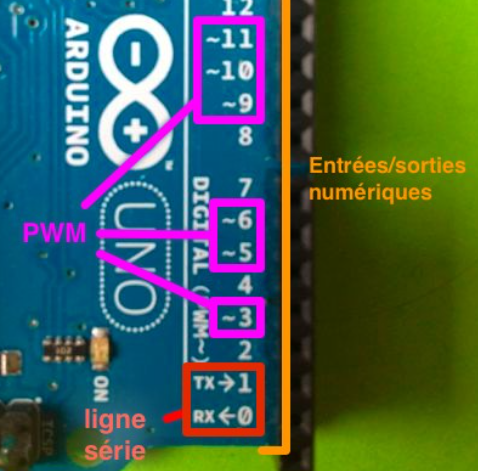 12
~11
~10
~9
8
7
~6
~5
4
~3
2
TX→1
RX←0
ARDUINO
™
UNO
DIGITAL (PWM~)
ON
PWM
Entrées/sorties
numériques
ligne
série